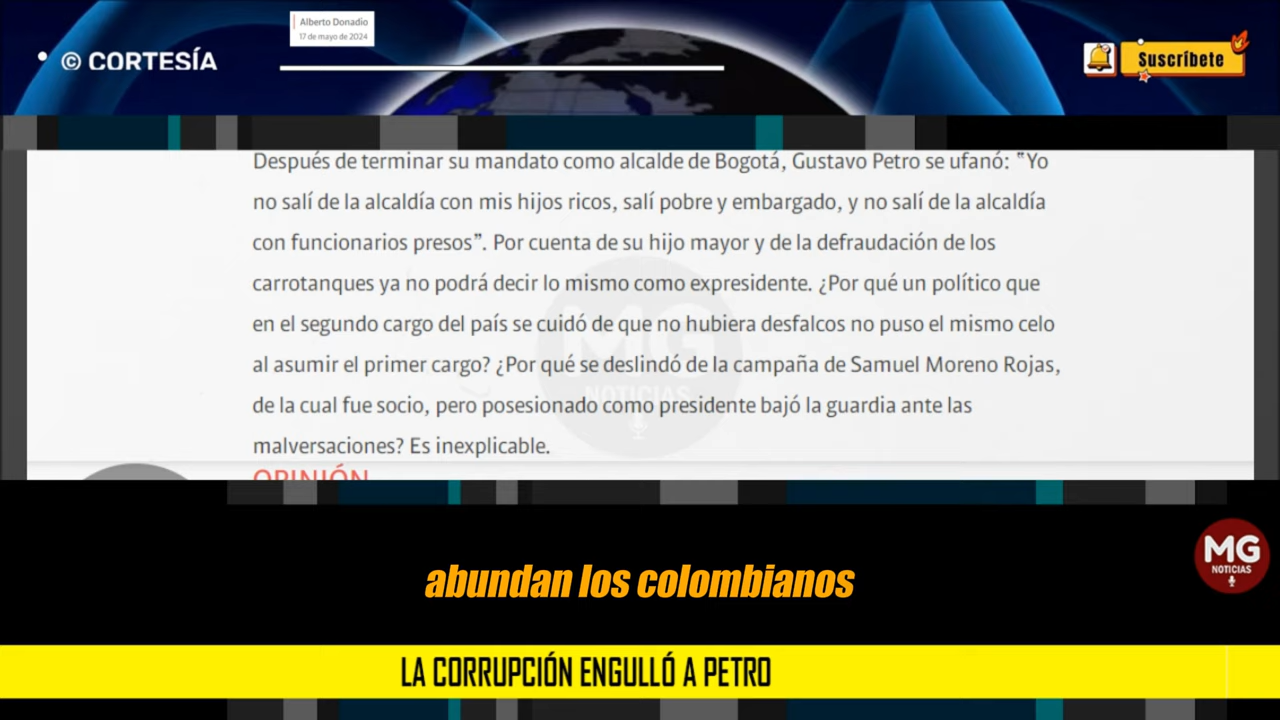 Alberto Donadio
17 de mayo de 2024
© CORTESÍA
Suscríbete
Después de terminar su mandato como alcalde de Bogotá, Gustavo Petro se ufanó: “Yo
no salí de la alcaldía con mis hijos ricos, salí pobre y embargado, y no salí de la alcaldía
con funcionarios presos”. Por cuenta de su hijo mayor y de la defraudación de los
carrotanques ya no podrá decir lo mismo como expresidente. ¿Por qué un político que
en el segundo cargo del país se cuidó de que no hubiera desfalcos no puso el mismo celo
al asumir el primer cargo? ¿Por qué se deslindó de la campaña de Samuel Moreno Rojas,
de la cual fue socio, pero posesionado como presidente bajó la guardia ante las
malversaciones? Es inexplicable.
MG
NOTICIAS
OPINIÓN
abundan los colombianos
MG
NOTICIAS
LA CORRUPCIÓN ENGULLÓ A PETRO